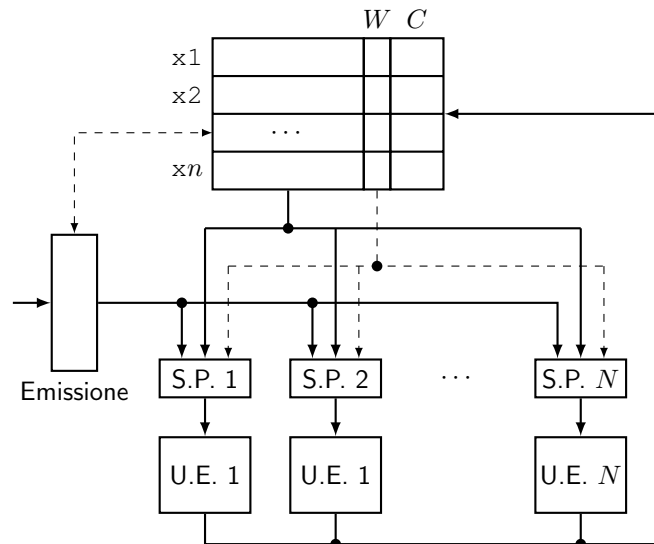 W C
x1
x2
...
xn
Emissione
S.P. 1 S.P. 2 ... S.P. N
U.E. 1 U.E. 1 U.E. N